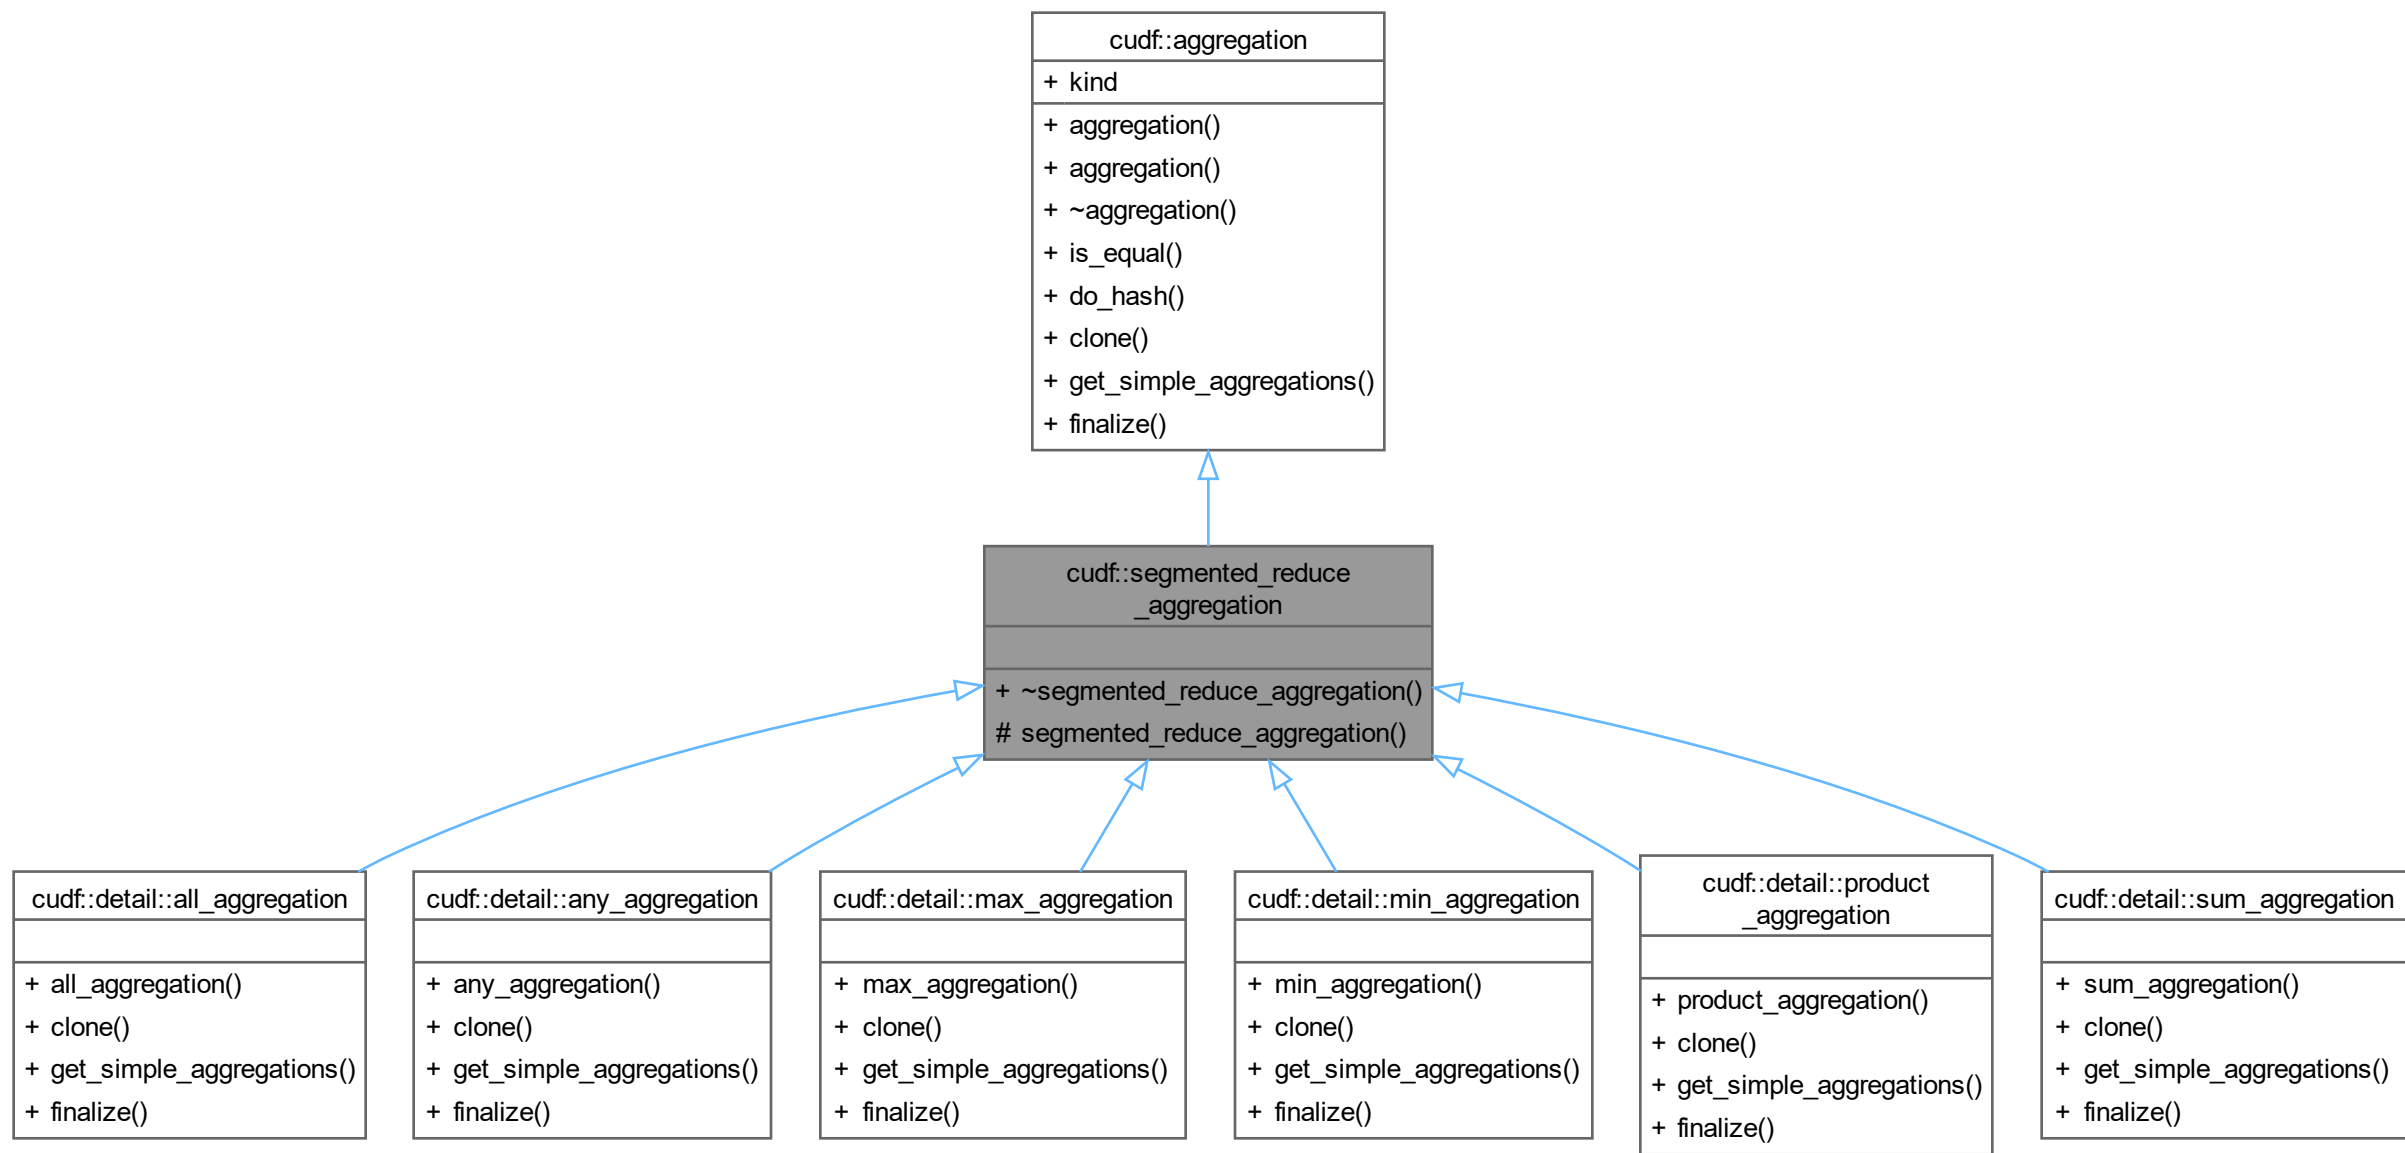 cudf::aggregation
+ kind
+ aggregation()
+ aggregation()
+ ~aggregation()
+ is_equal()
+ do_hash()
+ clone()
+ get_simple_aggregations()
+ finalize()
cudf::segmented_reduce
_aggregation
+ ~segmented_reduce_aggregation()
# segmented_reduce_aggregation()
cudf::detail::all_aggregation
+ all_aggregation()
+ clone()
+ get_simple_aggregations()
+ finalize()
cudf::detail::any_aggregation
+ any_aggregation()
+ clone()
+ get_simple_aggregations()
+ finalize()
cudf::detail::max_aggregation
+ max_aggregation()
+ clone()
+ get_simple_aggregations()
+ finalize()
cudf::detail::min_aggregation
+ min_aggregation()
+ clone()
+ get_simple_aggregations()
+ finalize()
cudf::detail::product
_aggregation
+ product_aggregation()
+ clone()
+ get_simple_aggregations()
+ finalize()
cudf::detail::sum_aggregation
+ sum_aggregation()
+ clone()
+ get_simple_aggregations()
+ finalize()